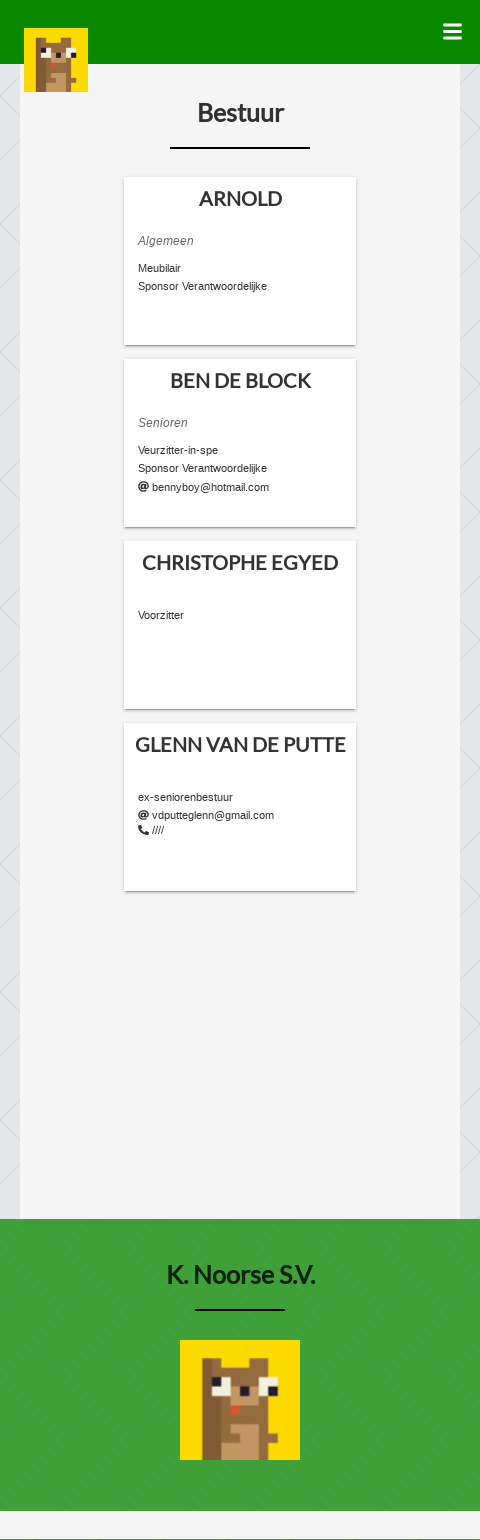 Bestuur
ARNOLD
Algemeen
Meubilair
Sponsor Verantwoordelijke
BEN DE BLOCK
Senioren
Veurzitter-in-spe
Sponsor Verantwoordelijke
@ bennyboy@hotmail.com
CHRISTOPHE EGYED
Voorzitter
GLENN VAN DE PUTTE
ex-seniorenbestuur
@ vdputteglenn@gmail.com
////
K. Noorse S.V.